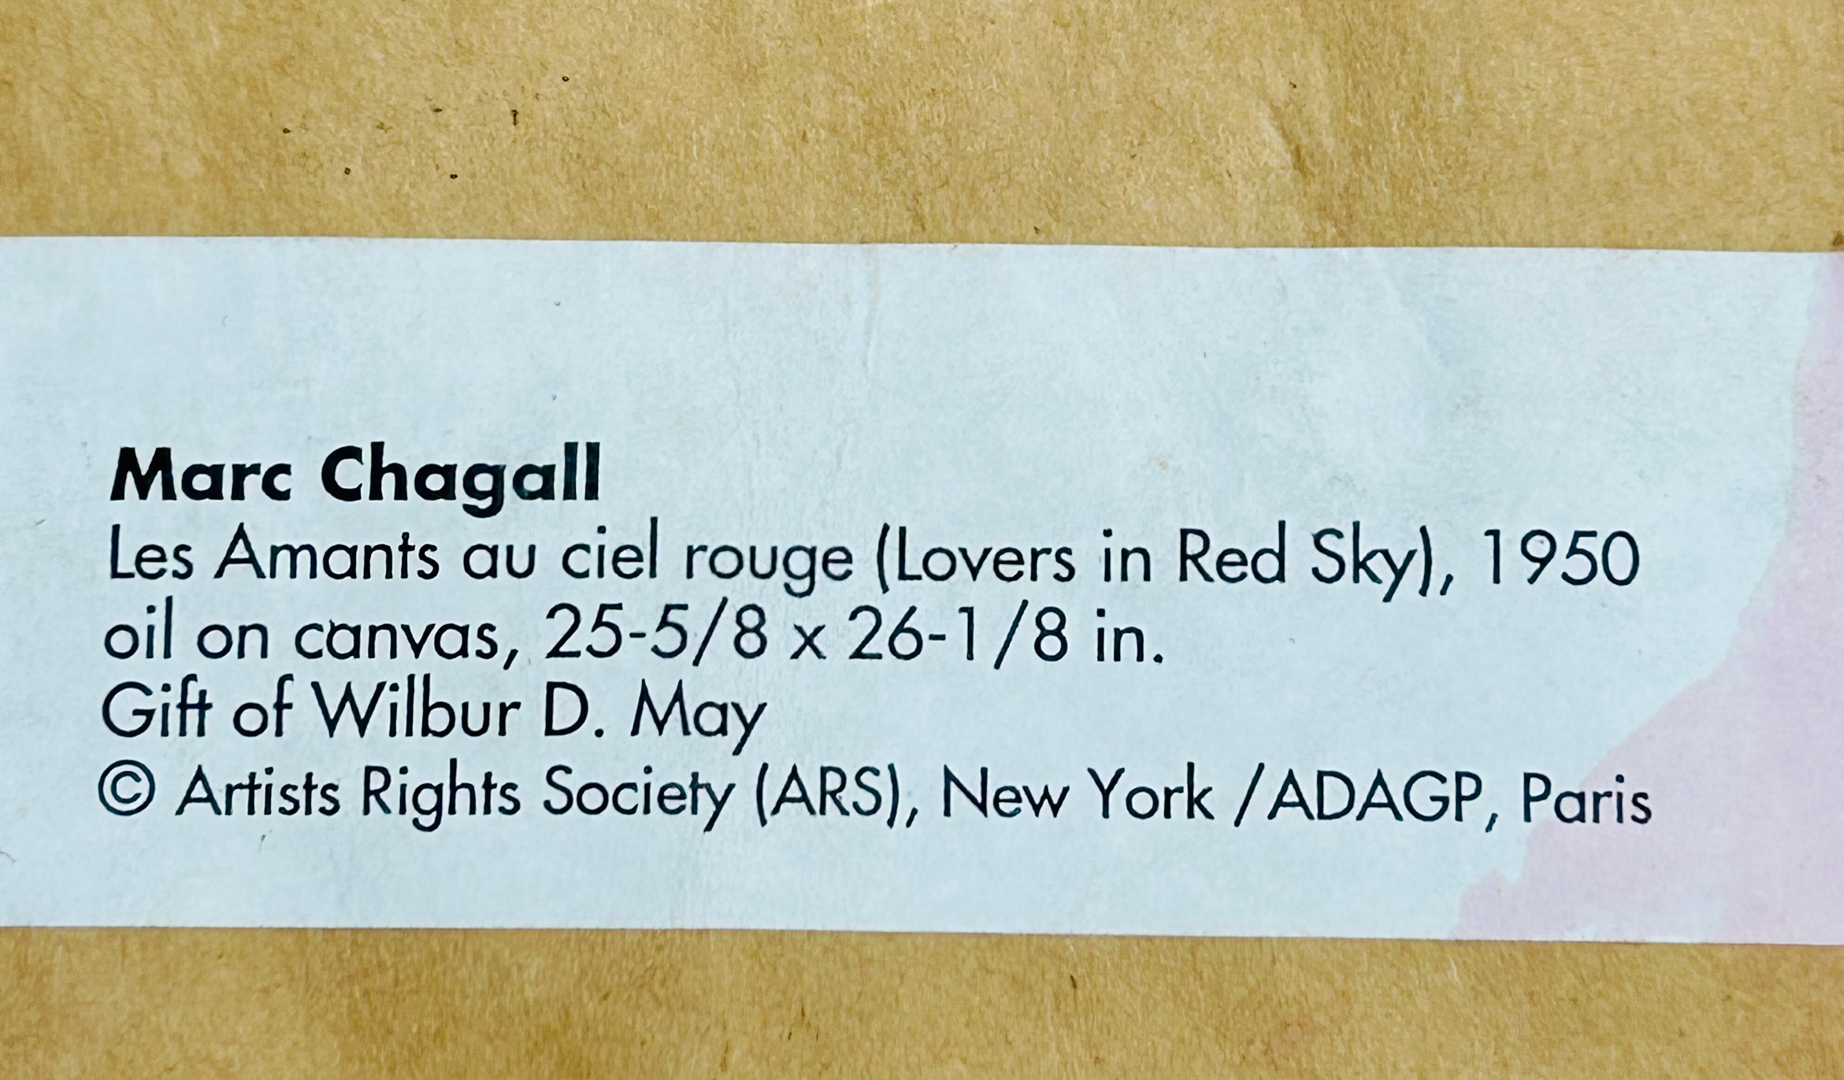 Marc Chagall
Les Amants au ciel rouge (Lovers in Red Sky), 1950
oil on canvas, 25-5/8 x 26-1/8 in.
Gift of Wilbur D. May
© Artists Rights Society (ARS), New York /ADAGP, Paris